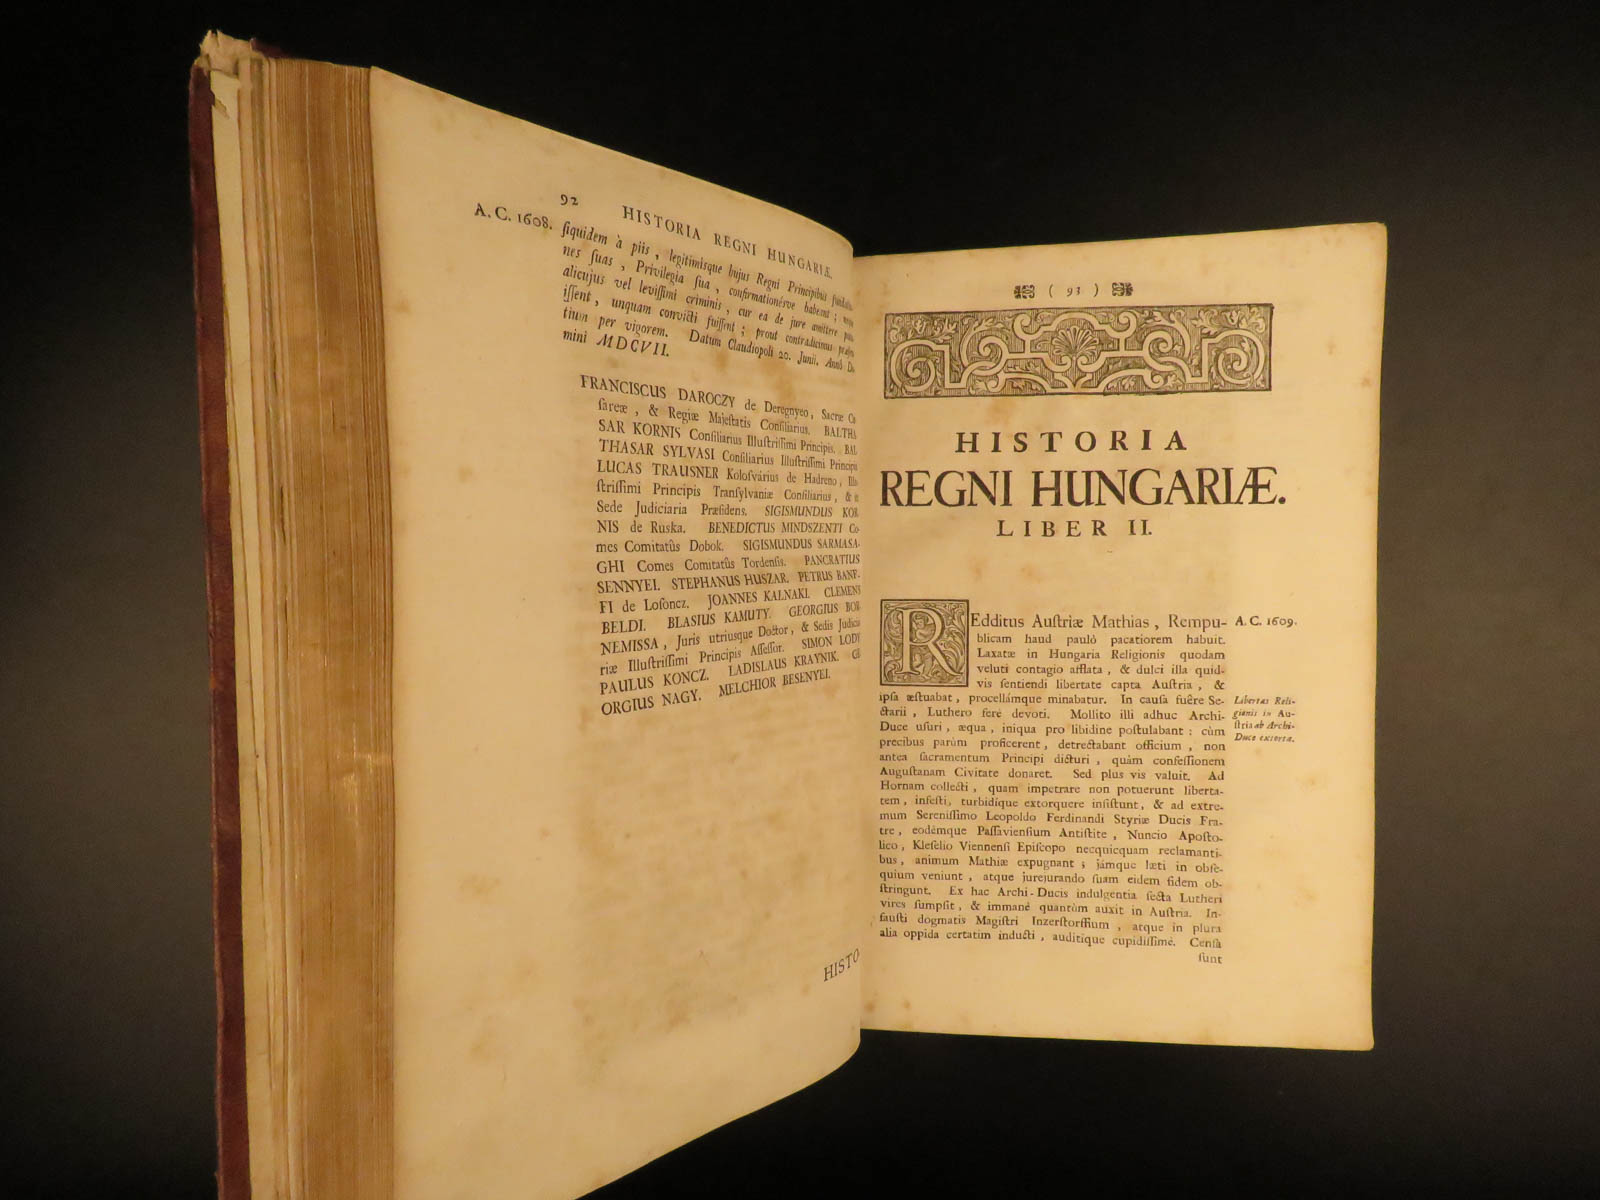 92 HISTORIA REGNI HUNGARIÆ.
A. C. 1608.
ſiquidem à piis, legitimisque hujus Regni Principibus
nes ſuas, Privilegia ſua, confirmationésve habeant;
alicujus vel leviſſimi criminis, cur ea de jure amittere
iſſent, unquam convicti fuiſſent; prout contradicimus
tium per vigorem. Datum Claudiopoli 20. Junii. Annô Do-
mini MDCVII.
FRANCISCUS DAROCZY de Deregnyeo, Sacræ Cæ-
ſareæ, & Regiæ Majeſtatis Conſiliarius. BALTHA
SAR KORNIS Conſiliarius Illuſtriſſimi Principis. BAL
THASAR SYLVASI Conſiliarius Illuſtriſſimi Principis
LUCAS TRAUSNER Koloſvárius de Hadreno, Illu
ſtriſſimi Principis Tranſylvaniæ Conſiliarius, & in
Sede Judiciaria Præſidens. SIGISMUNDUS KOR
NIS de Ruska. BENEDICTUS MINDSZENTI Co-
mes Comitatûs Dobok. SIGISMUNDUS SARMASA-
GHI Comes Comitatûs Tordenſis. PANCRATIUS
SENNYEI. STEPHANUS HUSZAR. PETRUS BANF-
FI de Loſoncz. JOANNES KALNAKI. CLEMENS
BELDI. BLASIUS KAMUTY. GEORGIUS BOR
NEMISSA, Juris utriusque Doctor, & Sedis Judicia
riæ Illuſtriſſimi Principis Aſſeſſor. SIMON LODY
PAULUS KONCZ. LADISLAUS KRAYNIK. GE
ORGIUS NAGY. MELCHIOR BESENYEI.
HISTO
( 93 )
HISTORIA
REGNI HUNGARIÆ.
LIBER II.
REdditus Auſtriæ Mathias, Rempu-
A. C. 1609.
blicam haud paulò pacatiorem habuit.
Laxatæ in Hungaria Religionis quodam
veluti contagio afflata, & dulci illa quid-
vis ſentiendi libertate capta Auſtria, &
ipſa æſtuabat, procellámque minabatur. In cauſa fuêre Se-
ctarii, Luthero ferè devoti. Mollito illi adhuc Archi-
Duce uſuri, æqua, iniqua pro libidine poſtulabant: cùm
precibus parùm proficerent, detrectabant officium, non
antea ſacramentum Principi dicturi, quàm confeſſionem
Auguſtanam Civitate donaret. Sed plus vis valuit. Ad
Hornam collecti, quam impetrare non potuerunt liberta-
tem, infeſti, turbidique extorquere inſiſtunt, & ad extre-
mum Sereniſſimo Leopoldo Ferdinandi Styriæ Ducis Fra-
tre, eodémque Paſſavienſium Antiſtite, Nuncio Apoſto-
lico, Kleſelio Viennenſi Epiſcopo necquicquam reclamanti-
bus, animum Mathiæ expugnant; jámque læti in obſe-
quium veniunt, atque jurejurando ſuam eidem fidem ob-
ſtringunt. Ex hac Archi-Ducis indulgentia ſecta Lutheri
vires ſumpſit, & immané quantùm auxit in Auſtria. In-
fauſti dogmatis Magiſtri Inzerſtorffium, atque in plura
alia oppida certatim inducti, auditique cupidiſſimé. Cenſà
ſunt
Libertas Reli-
gionis in Au-
ſtria ab Archi-
Duce extorta.